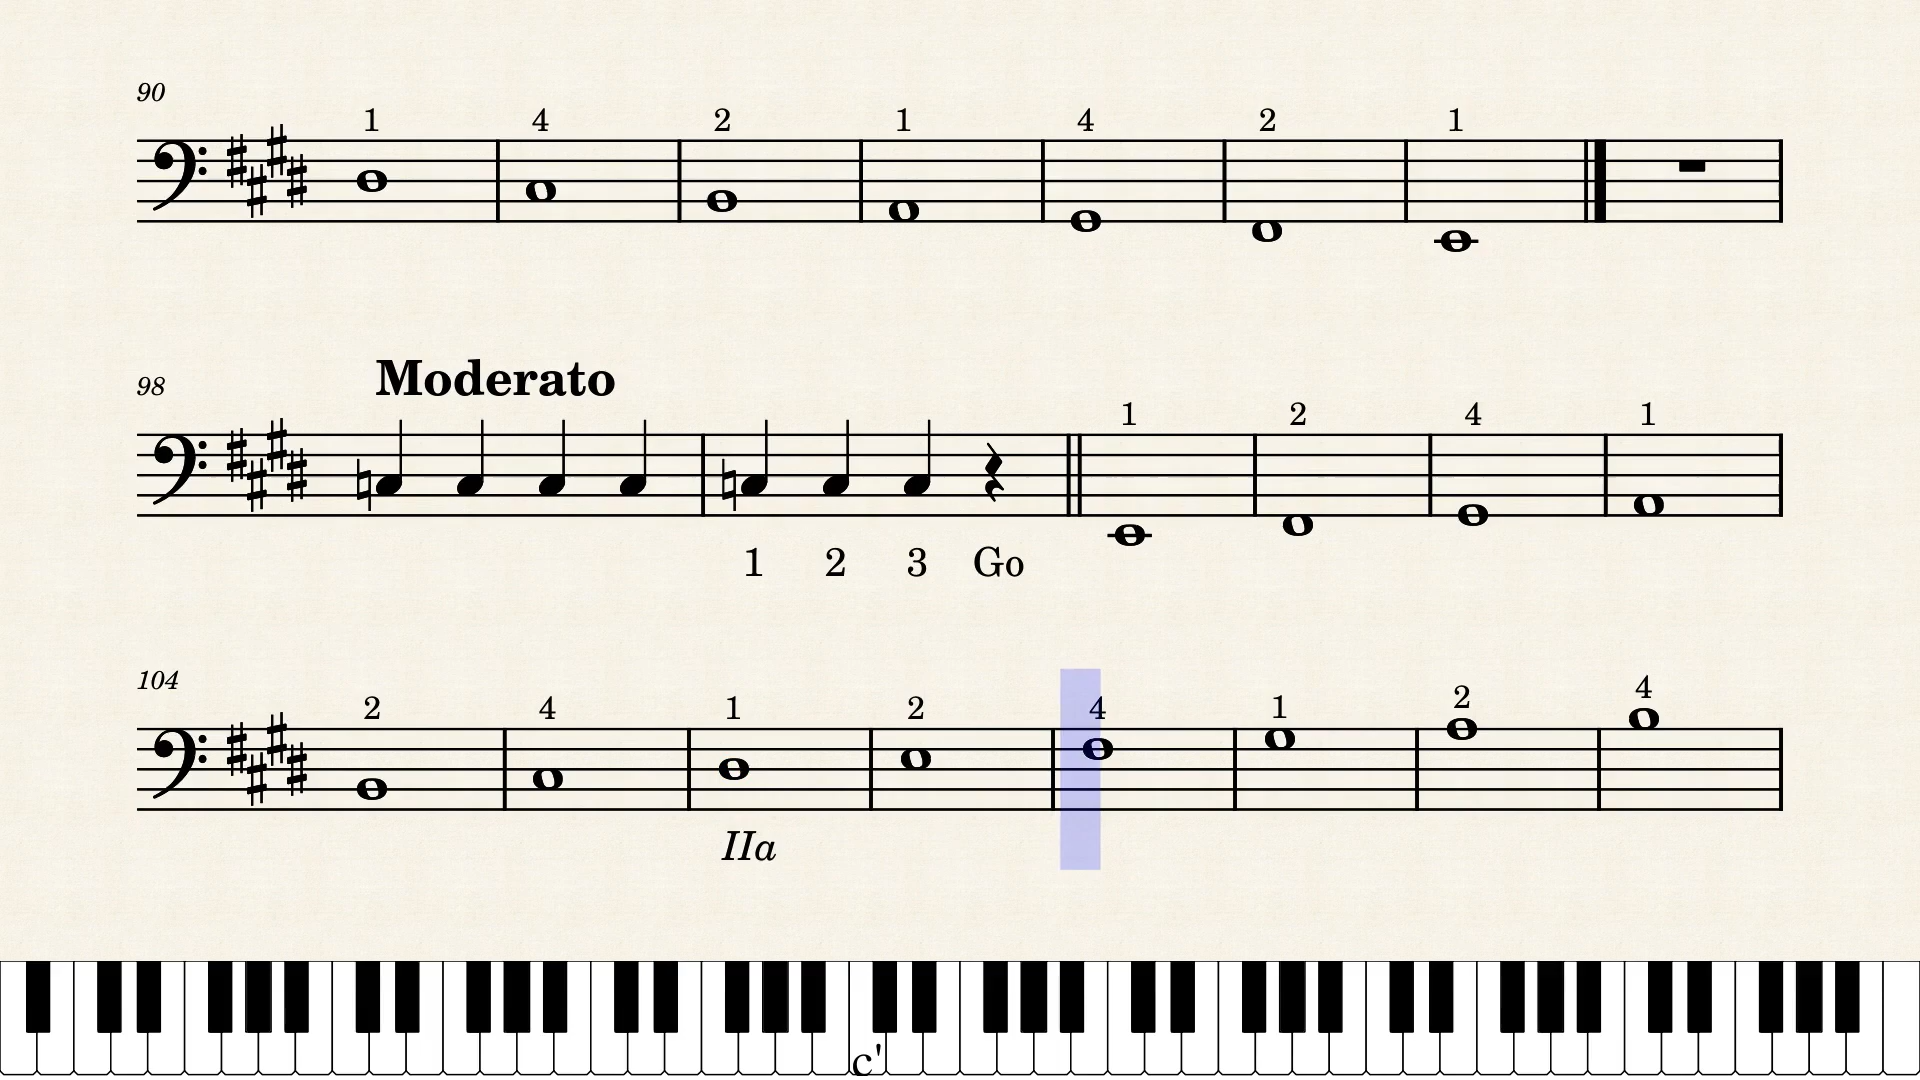 90
1 4 2 1 4 2 1
Moderato
98
1 2 4 1
1 2 3 Go
104
2 4 1 2 4 1 2 4
IIa
c'